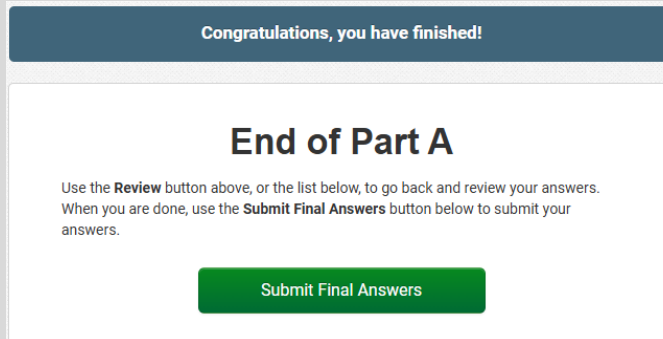 Congratulations, you have finished!
End of Part A
Use the Review button above, or the list below, to go back and review your answers.
When you are done, use the Submit Final Answers button below to submit your
answers.
Submit Final Answers